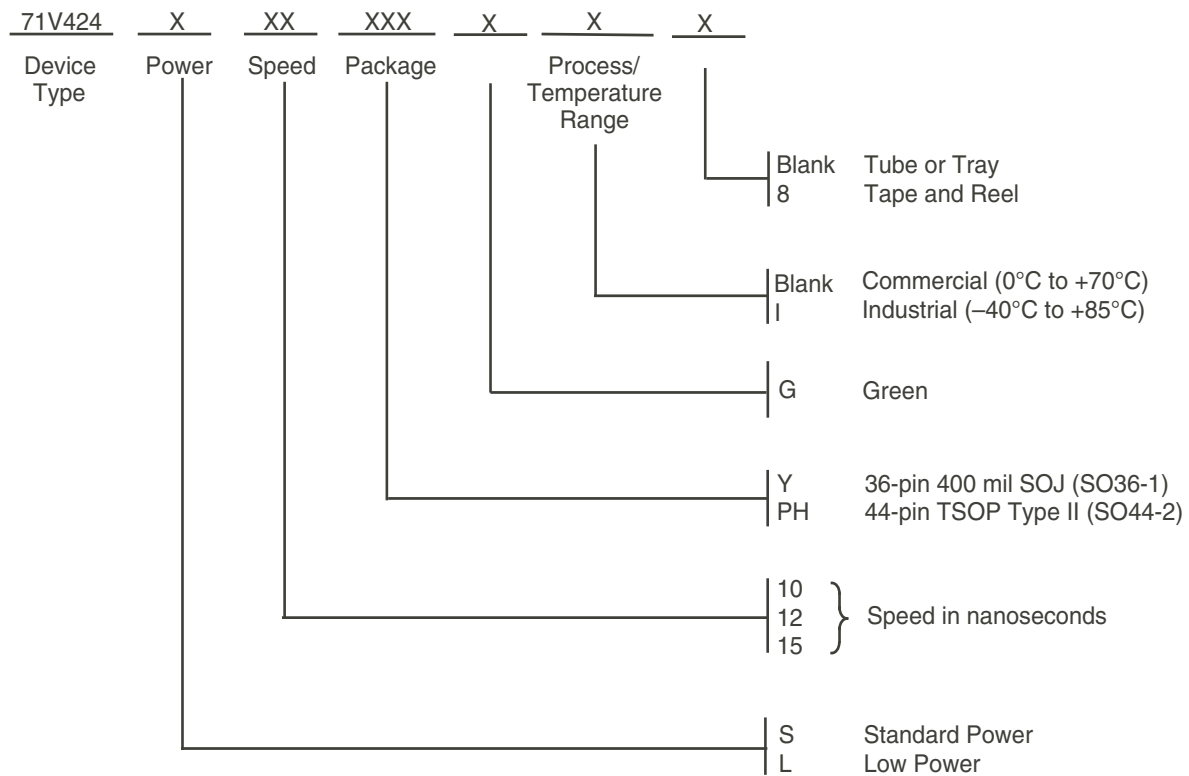 71V424 X XX XXX X X X
Device Type Power Speed Package Process/ Temperature Range
Blank Tube or Tray
8 Tape and Reel
Blank Commercial (0°C to +70°C)
I Industrial (–40°C to +85°C)
G Green
Y 36-pin 400 mil SOJ (SO36-1)
PH 44-pin TSOP Type II (SO44-2)
10
12 Speed in nanoseconds
15
S Standard Power
L Low Power